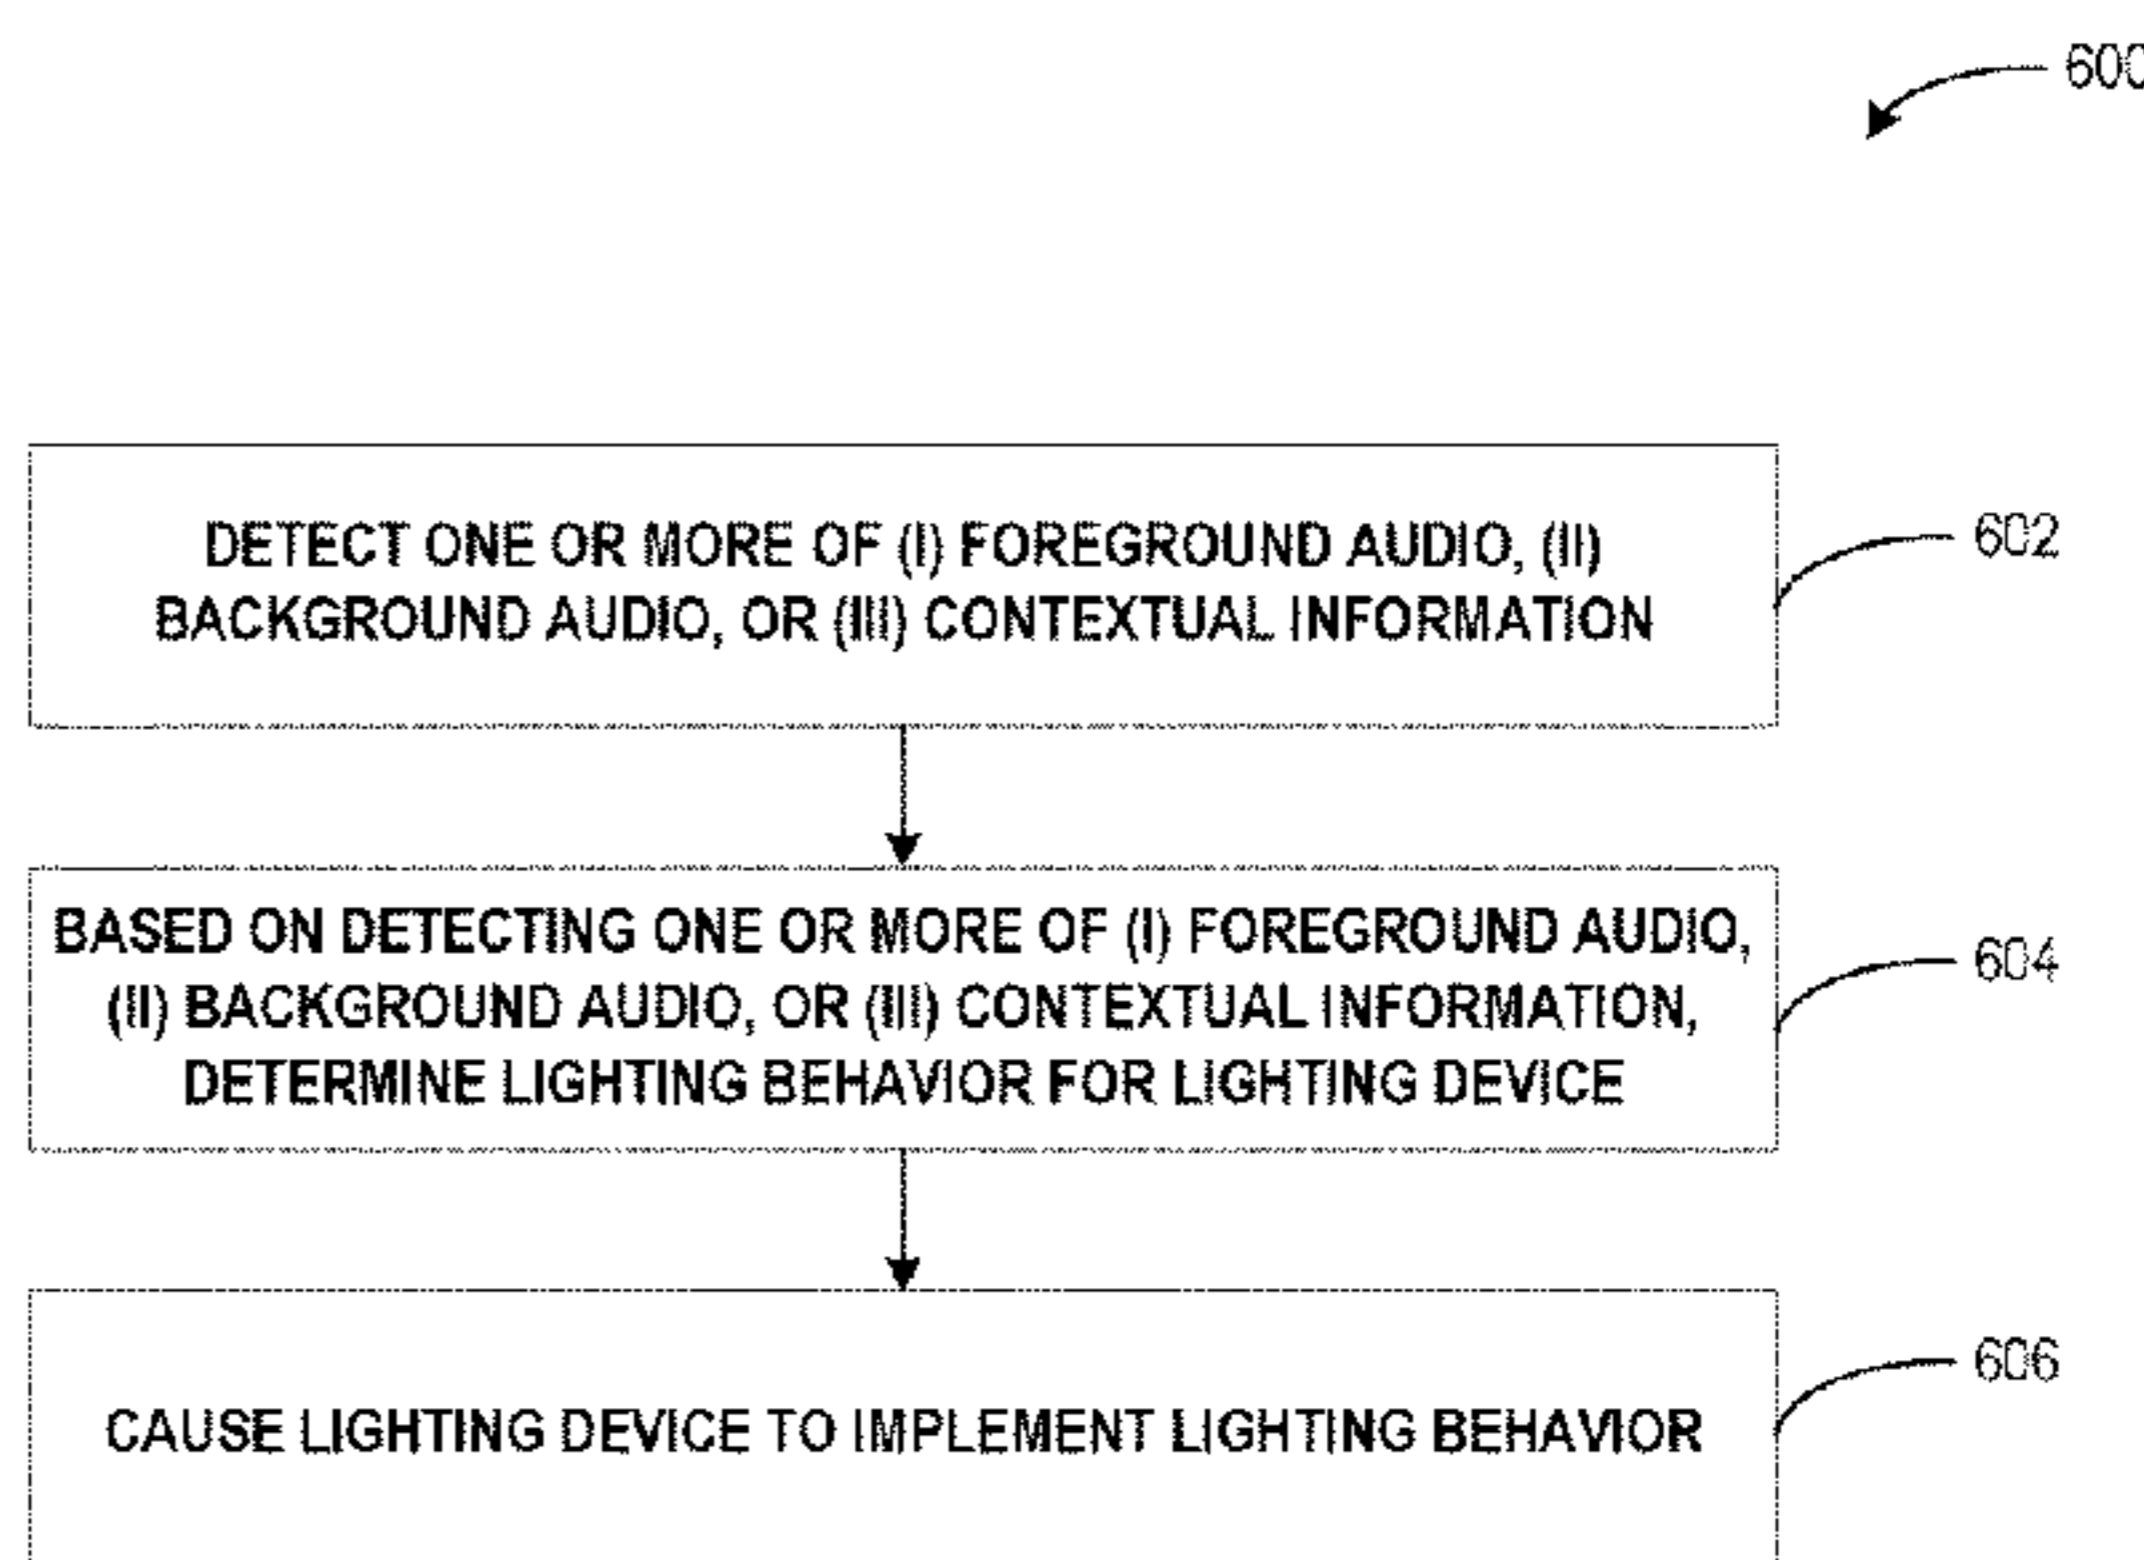 600
DETECT ONE OR MORE OF (I) FOREGROUND AUDIO, (II)
BACKGROUND AUDIO, OR (III) CONTEXTUAL INFORMATION
602
BASED ON DETECTING ONE OR MORE OF (I) FOREGROUND AUDIO,
(II) BACKGROUND AUDIO, OR (III) CONTEXTUAL INFORMATION,
DETERMINE LIGHTING BEHAVIOR FOR LIGHTING DEVICE
604
CAUSE LIGHTING DEVICE TO IMPLEMENT LIGHTING BEHAVIOR
606